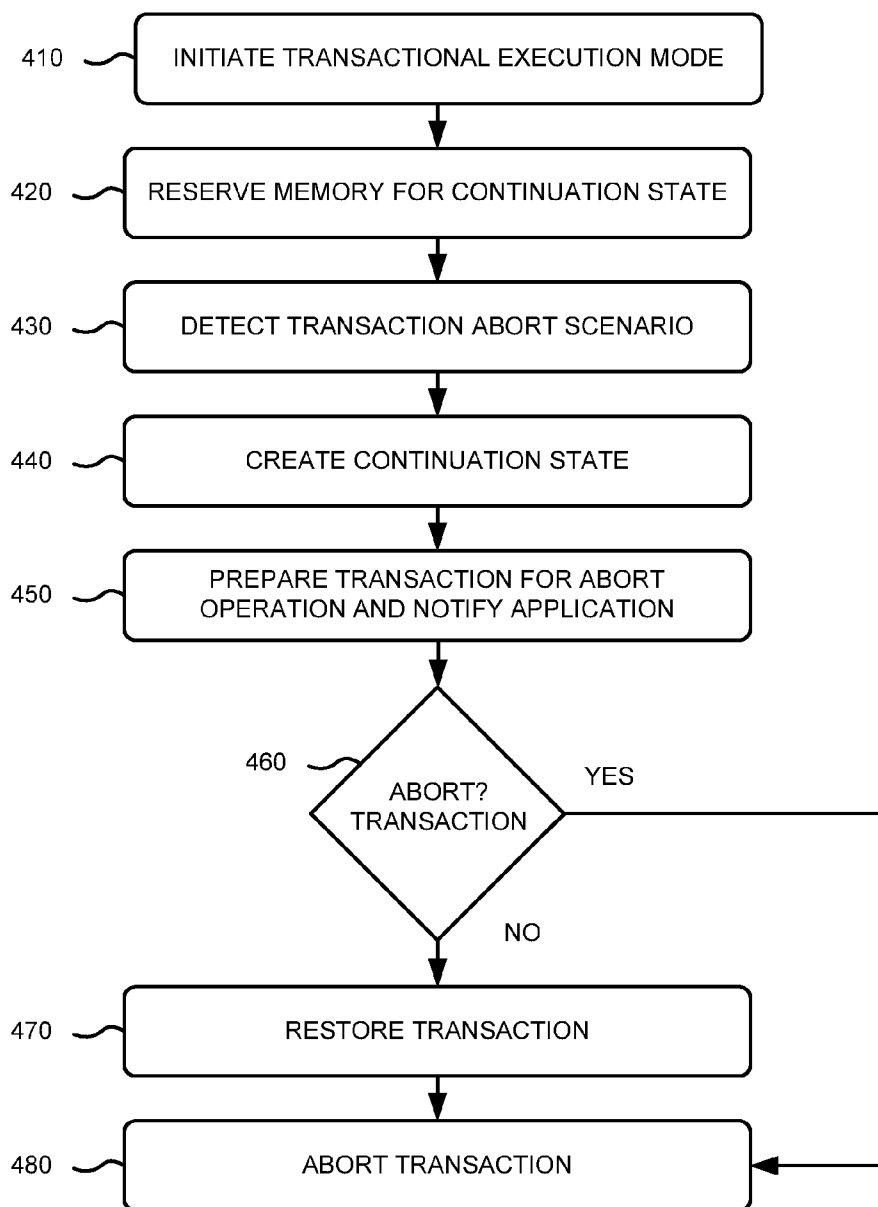 410 INITIATE TRANSACTIONAL EXECUTION MODE
420 RESERVE MEMORY FOR CONTINUATION STATE
430 DETECT TRANSACTION ABORT SCENARIO
440 CREATE CONTINUATION STATE
450 PREPARE TRANSACTION FOR ABORT
OPERATION AND NOTIFY APPLICATION
460
ABORT?
TRANSACTION
YES
NO
470 RESTORE TRANSACTION
480 ABORT TRANSACTION